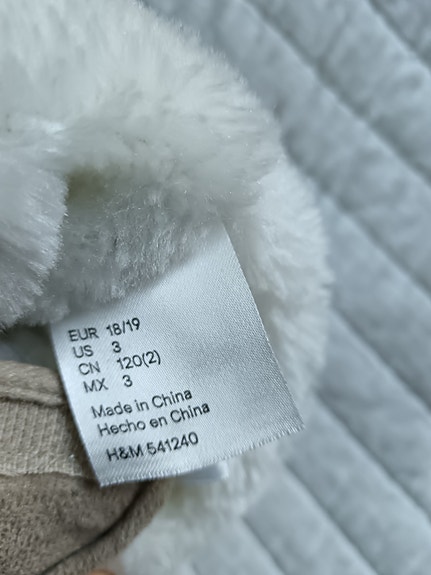 EUR 18/19
US 3
CN 120(2)
MX 3
Made in China
Hecho en China
H&M 541240